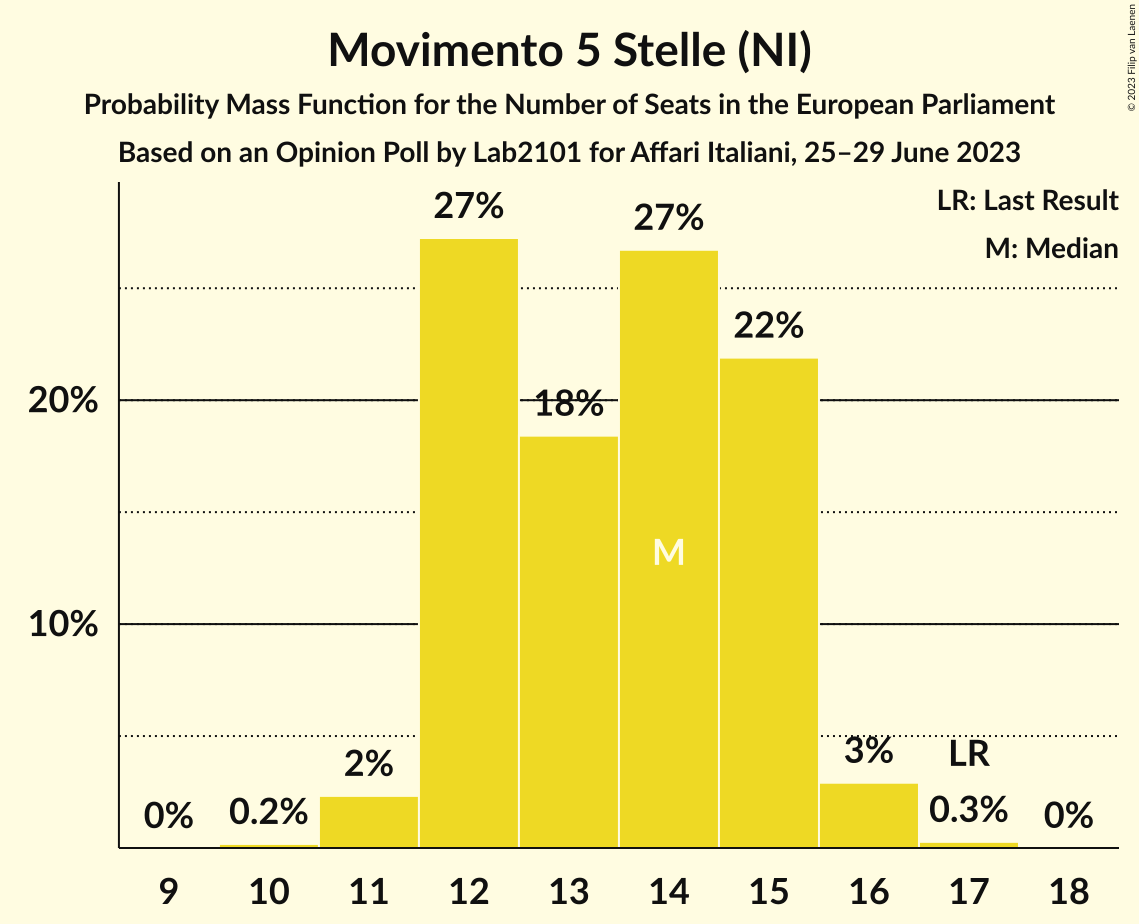 Movimento 5 Stelle (NI)
Probability Mass Function for the Number of Seats in the European Parliament
Based on an Opinion Poll by Lab2101 for Affari Italiani, 25–29 June 2023
© 2023 Filip van Laenen
LR: Last Result
M: Median
20%
10%
0%
0.2%
2%
27%
18%
27%
M
22%
3%
LR
0.3%
0%
9 10 11 12 13 14 15 16 17 18